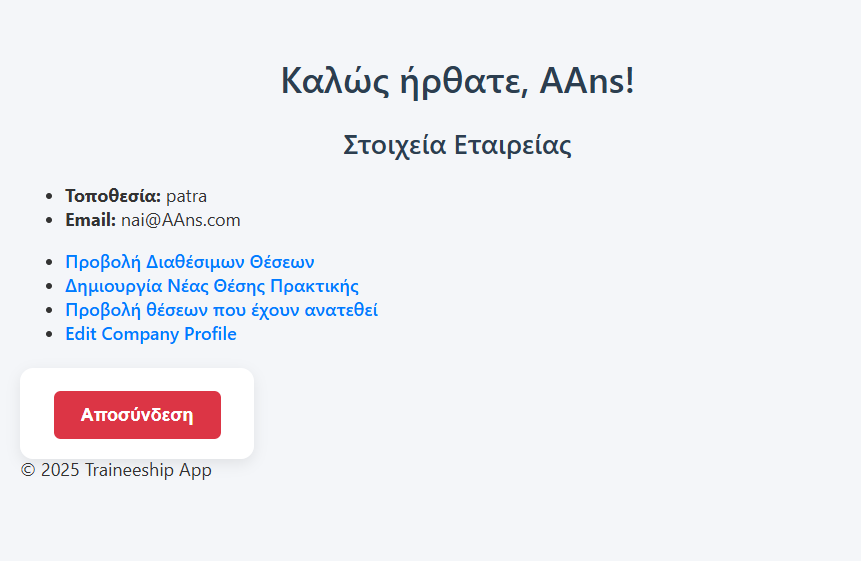 Καλώς ήρθατε, AAns!
Στοιχεία Εταιρείας
Τοποθεσία: patra
Email: nai@AAns.com
Προβολή Διαθέσιμων Θέσεων
Δημιουργία Νέας Θέσης Πρακτικής
Προβολή θέσεων που έχουν ανατεθεί
Edit Company Profile
Αποσύνδεση
© 2025 Traineeship App